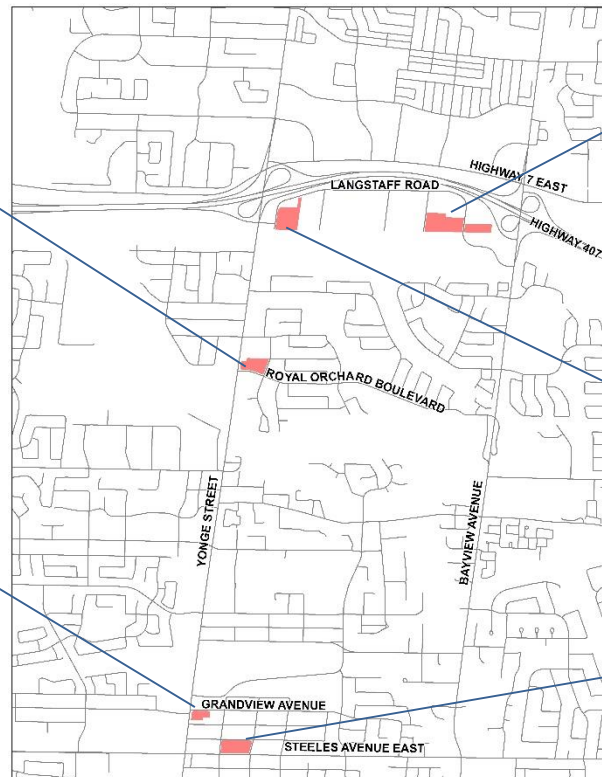 HIGHWAY 7 EAST
LANGSTAFF ROAD
HIGHWAY 407
ROYAL ORCHARD BOULEVARD
YONGE STREET
BAYVIEW AVENUE
GRANDVIEW AVENUE
STEELES AVENUE EAST